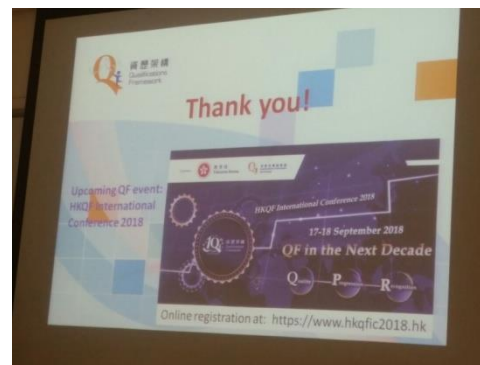 資歷架構
Qualifications
Framework
Thank you!
Upcoming QF event:
HKQF International
Conference 2018
HKQF International Conference 2018
17-18 September 2018
QF in the Next Decade
Online registration at: https://www.hkqfic2018.hk